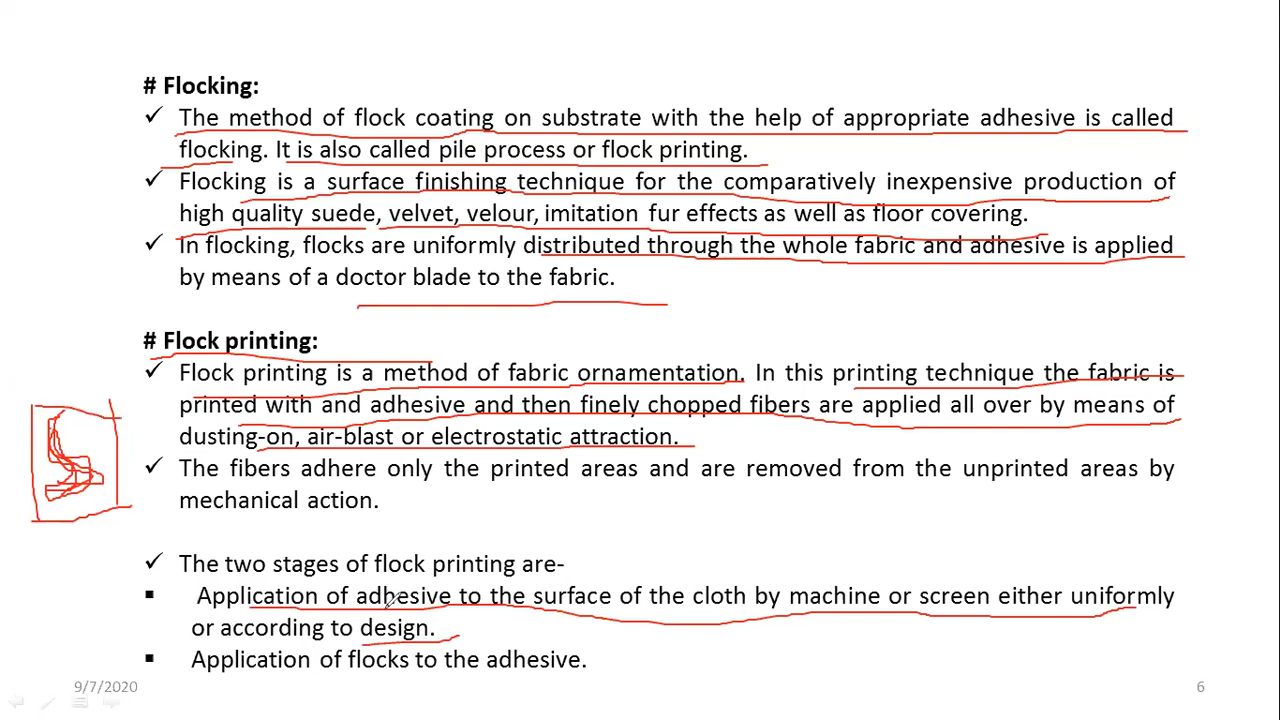 # Flocking:
✓ The method of flock coating on substrate with the help of appropriate adhesive is called
flocking. It is also called pile process or flock printing.
✓ Flocking is a surface finishing technique for the comparatively inexpensive production of
high quality suede, velvet, velour, imitation fur effects as well as floor covering.
✓ In flocking, flocks are uniformly distributed through the whole fabric and adhesive is applied
by means of a doctor blade to the fabric.
# Flock printing:
✓ Flock printing is a method of fabric ornamentation. In this printing technique the fabric is
printed with and adhesive and then finely chopped fibers are applied all over by means of
dusting-on, air-blast or electrostatic attraction.
✓ The fibers adhere only the printed areas and are removed from the unprinted areas by
mechanical action.
✓ The two stages of flock printing are-
▪ Application of adhesive to the surface of the cloth by machine or screen either uniformly
or according to design.
▪ Application of flocks to the adhesive.
9/7/2020
6